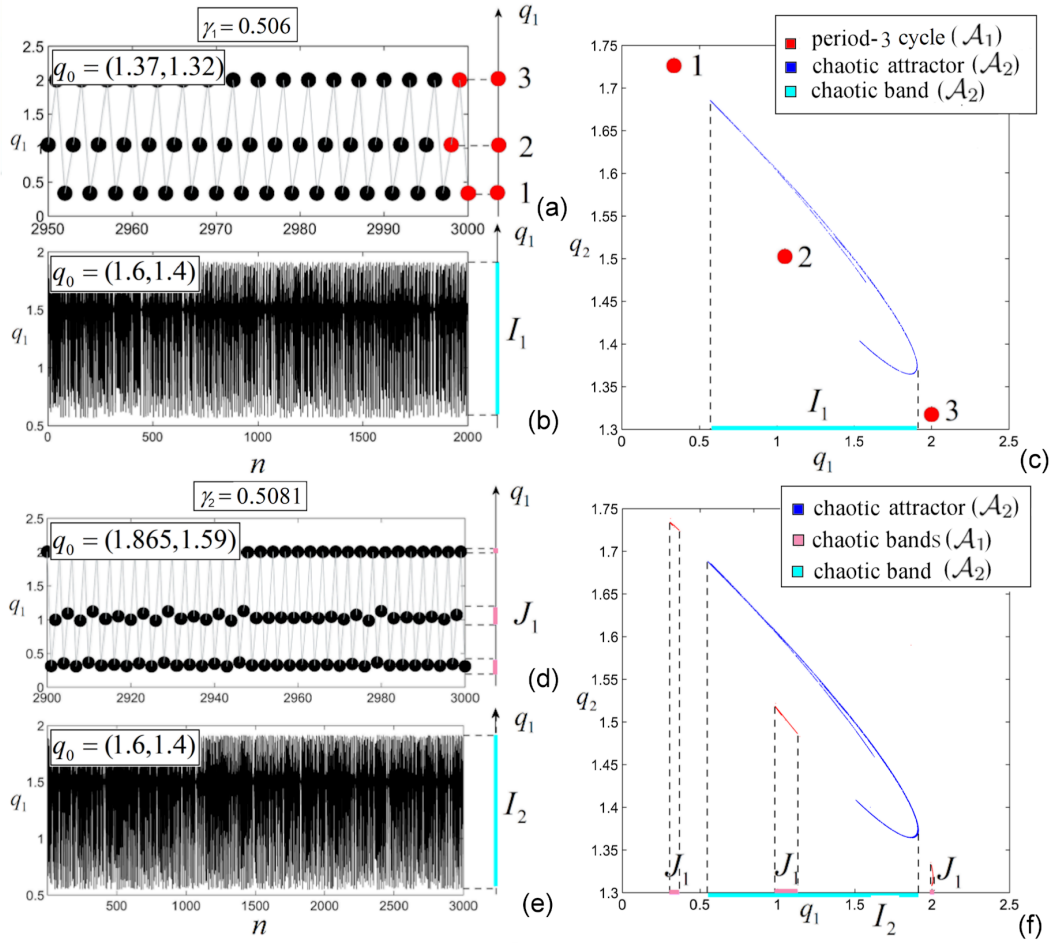 γ₁ = 0.506
q₁
2.5
q₀ = (1.37,1.32)
2
1.5
q₁
1
0.5
0
3
2
1
2950 2960 2970 2980 2990 3000
(a)
q₁
2
q₀ = (1.6,1.4)
1.5
q₁
1
0.5
I₁
0 500 1000 1500 2000
n
(b)
period-3 cycle (𝒜₁)
chaotic attractor (𝒜₂)
chaotic band (𝒜₂)
1.75
1.7
1.65
1.6
1.55
q₂
1.5
1.45
1.4
1.35
1.3
1
2
3
I₁
0 0.5 1 1.5 2 2.5
q₁
(c)
γ₂ = 0.5081
q₁
2.5
q₀ = (1.865,1.59)
2
1.5
q₁
1
0.5
0
J₁
2900 2920 2940 2960 2980 3000
(d)
q₁
2
q₀ = (1.6,1.4)
1.5
q₁
1
0.5
I₂
500 1000 1500 2000 2500 3000
n
(e)
chaotic attractor (𝒜₂)
chaotic bands (𝒜₁)
chaotic band (𝒜₂)
1.75
1.7
1.65
1.6
1.55
q₂
1.5
1.45
1.4
1.35
1.3
J₁ J₁ J₁
0 0.5 1 1.5 2 2.5
q₁ I₂
(f)